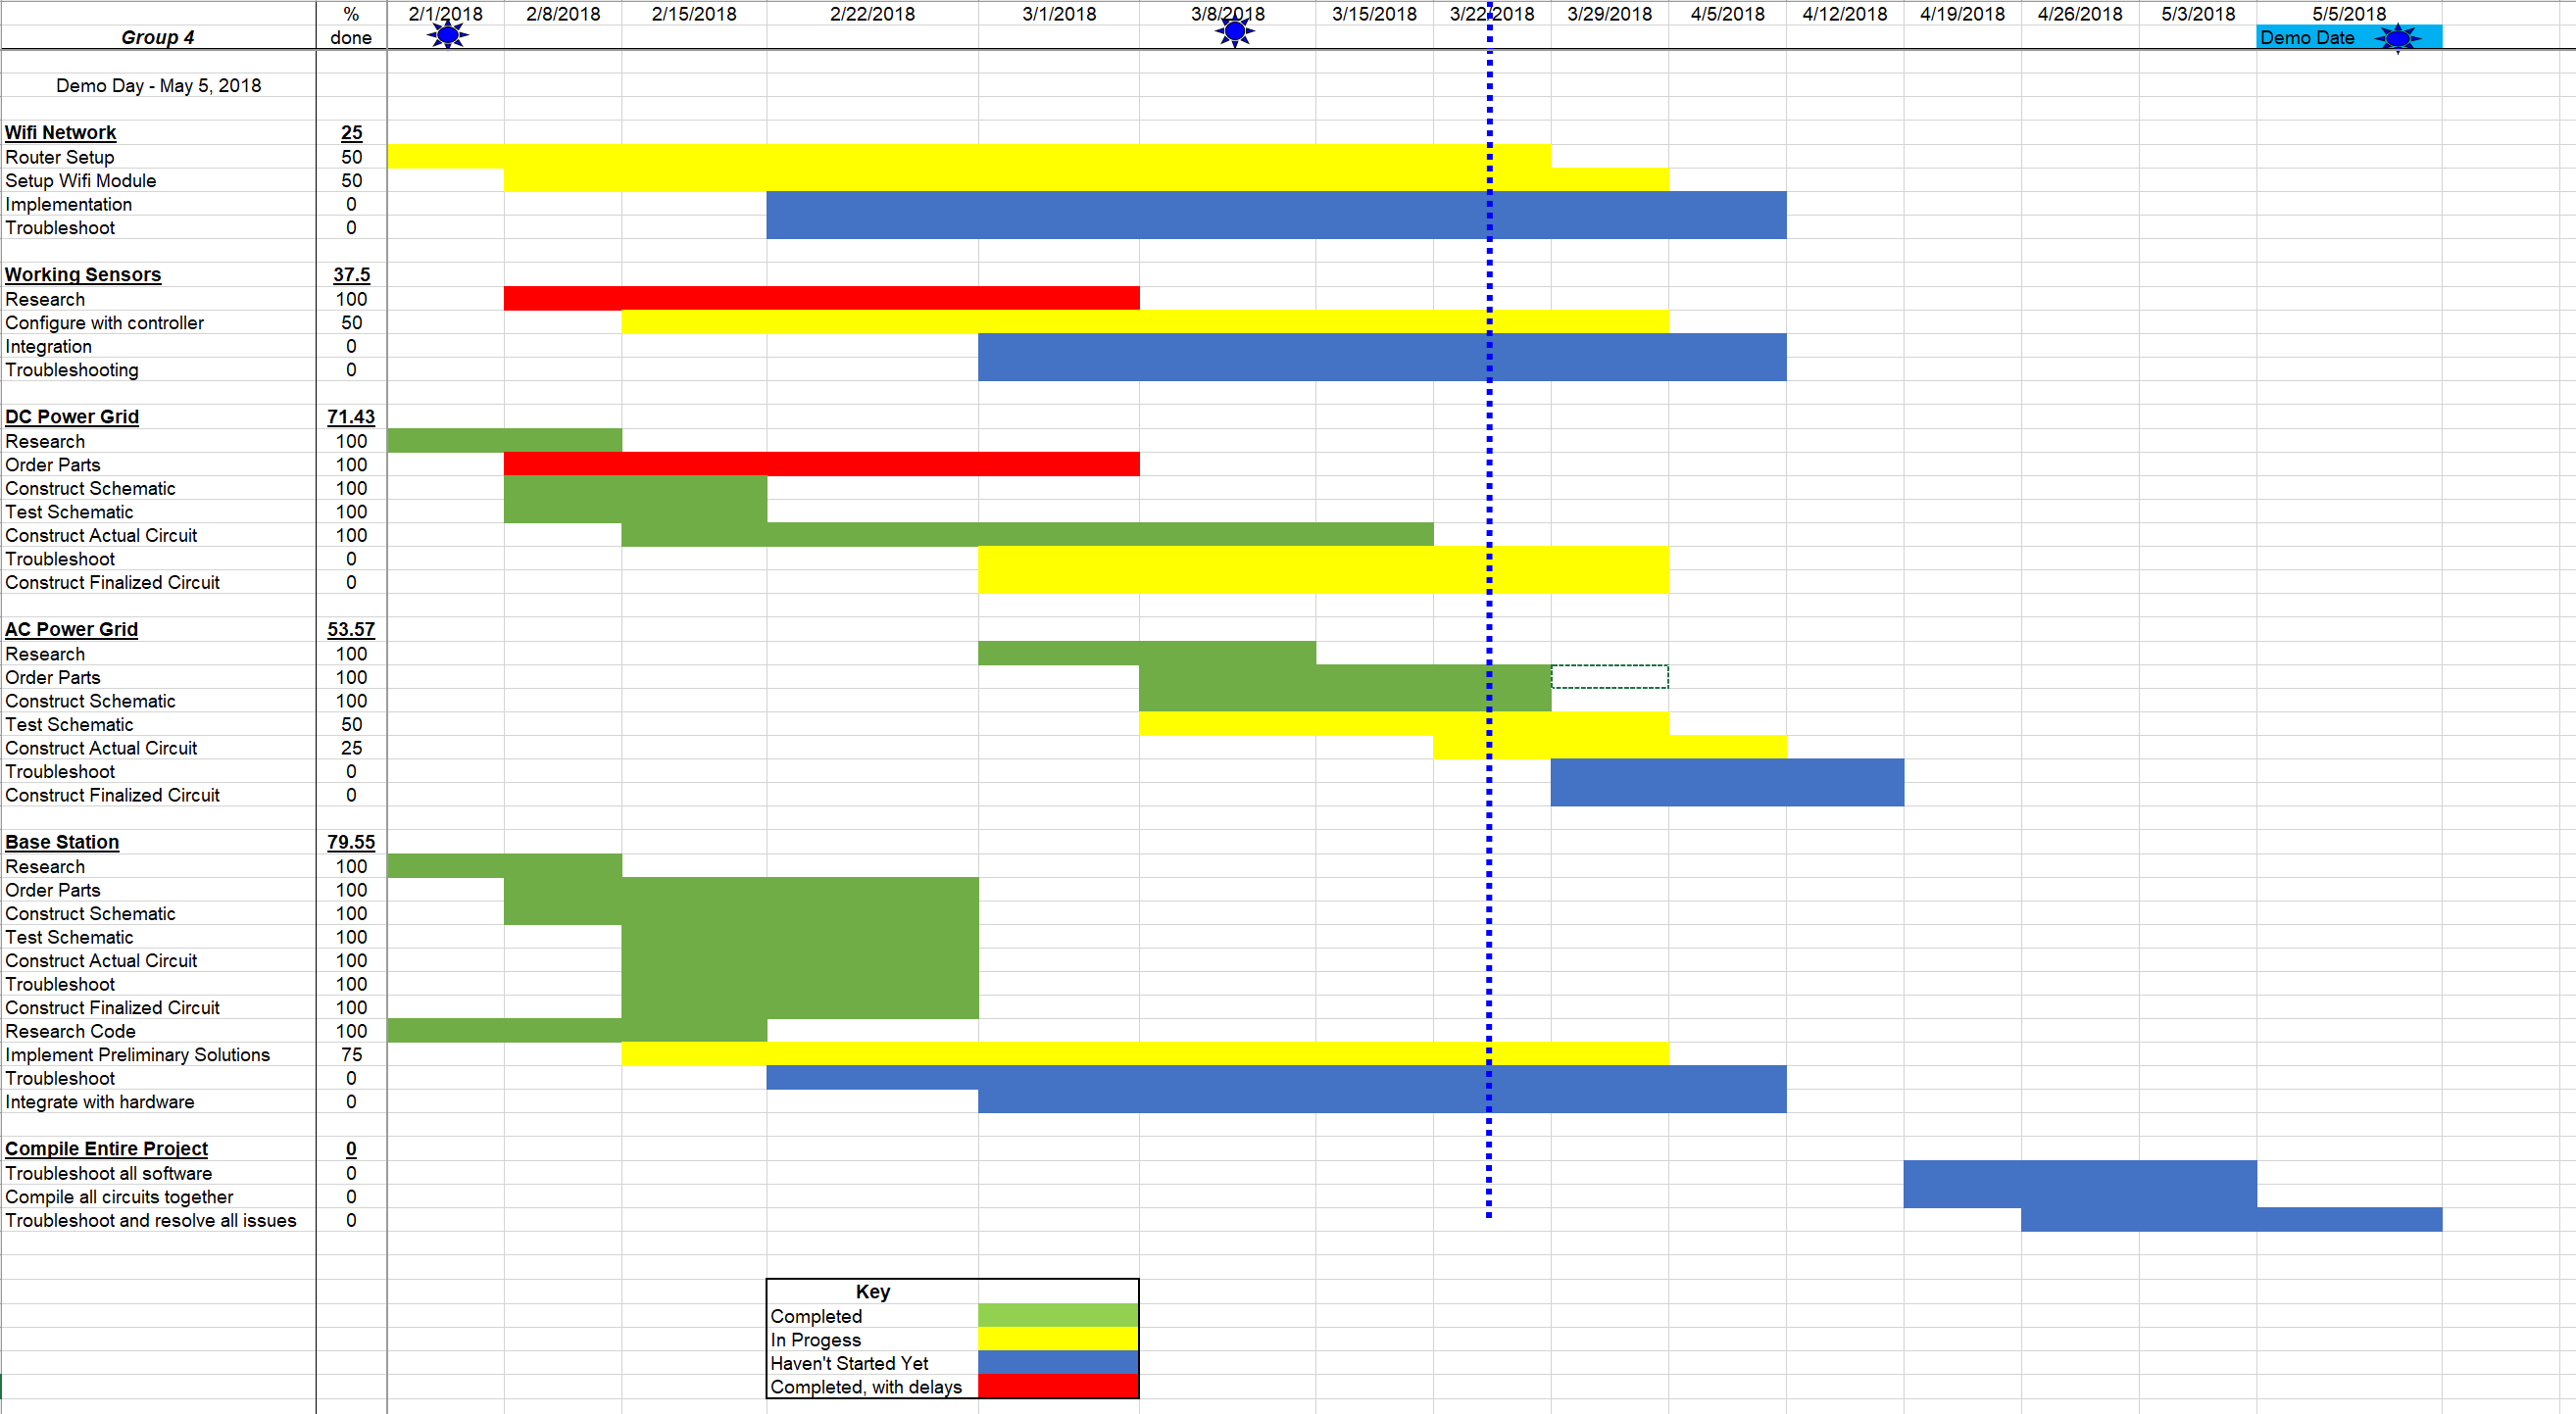 % 2/1/2018 2/8/2018 2/15/2018 2/22/2018 3/1/2018 3/8/2018 3/15/2018 3/22/2018 3/29/2018 4/5/2018 4/12/2018 4/19/2018 4/26/2018 5/3/2018 5/5/2018
Group 4 done Demo Date
Demo Day - May 5, 2018
Wifi Network 25
Router Setup 50
Setup Wifi Module 50
Implementation 0
Troubleshoot 0
Working Sensors 37.5
Research 100
Configure with controller 50
Integration 0
Troubleshooting 0
DC Power Grid 71.43
Research 100
Order Parts 100
Construct Schematic 100
Test Schematic 100
Construct Actual Circuit 100
Troubleshoot 0
Construct Finalized Circuit 0
AC Power Grid 53.57
Research 100
Order Parts 100
Construct Schematic 100
Test Schematic 50
Construct Actual Circuit 25
Troubleshoot 0
Construct Finalized Circuit 0
Base Station 79.55
Research 100
Order Parts 100
Construct Schematic 100
Test Schematic 100
Construct Actual Circuit 100
Troubleshoot 100
Construct Finalized Circuit 100
Research Code 100
Implement Preliminary Solutions 75
Troubleshoot 0
Integrate with hardware 0
Compile Entire Project 0
Troubleshoot all software 0
Compile all circuits together 0
Troubleshoot and resolve all issues 0
Key
Completed
In Progess
Haven't Started Yet
Completed, with delays